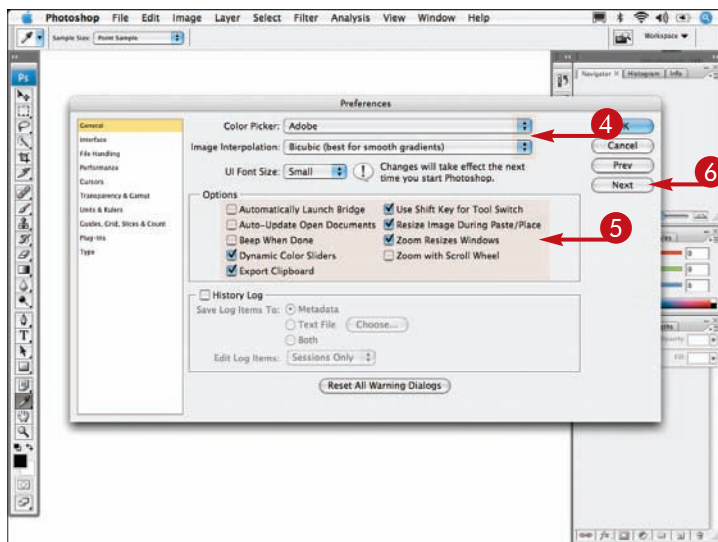 Photoshop File Edit Image Layer Select Filter Analysis View Window Help
Sample Size: Point Sample
Workspace
Ps
Navigator × Histogram Info
Preferences
General
Interface
File Handling
Performance
Cursors
Transparency & Gamut
Units & Rulers
Guides, Grid, Slices & Count
Plug-Ins
Type
Color Picker: Adobe
4
Image Interpolation: Bicubic (best for smooth gradients)
UI Font Size: Small
Changes will take effect the next
time you start Photoshop.
Cancel
Prev
Next
6
Options
Automatically Launch Bridge
Auto-Update Open Documents
Beep When Done
Dynamic Color Sliders
Export Clipboard
Use Shift Key for Tool Switch
Resize Image During Paste/Place
Zoom Resizes Windows
Zoom with Scroll Wheel
5
History Log
Save Log Items To: Metadata
Text File Choose...
Both
Edit Log Items: Sessions Only
Reset All Warning Dialogs
0
0
0
Fill: